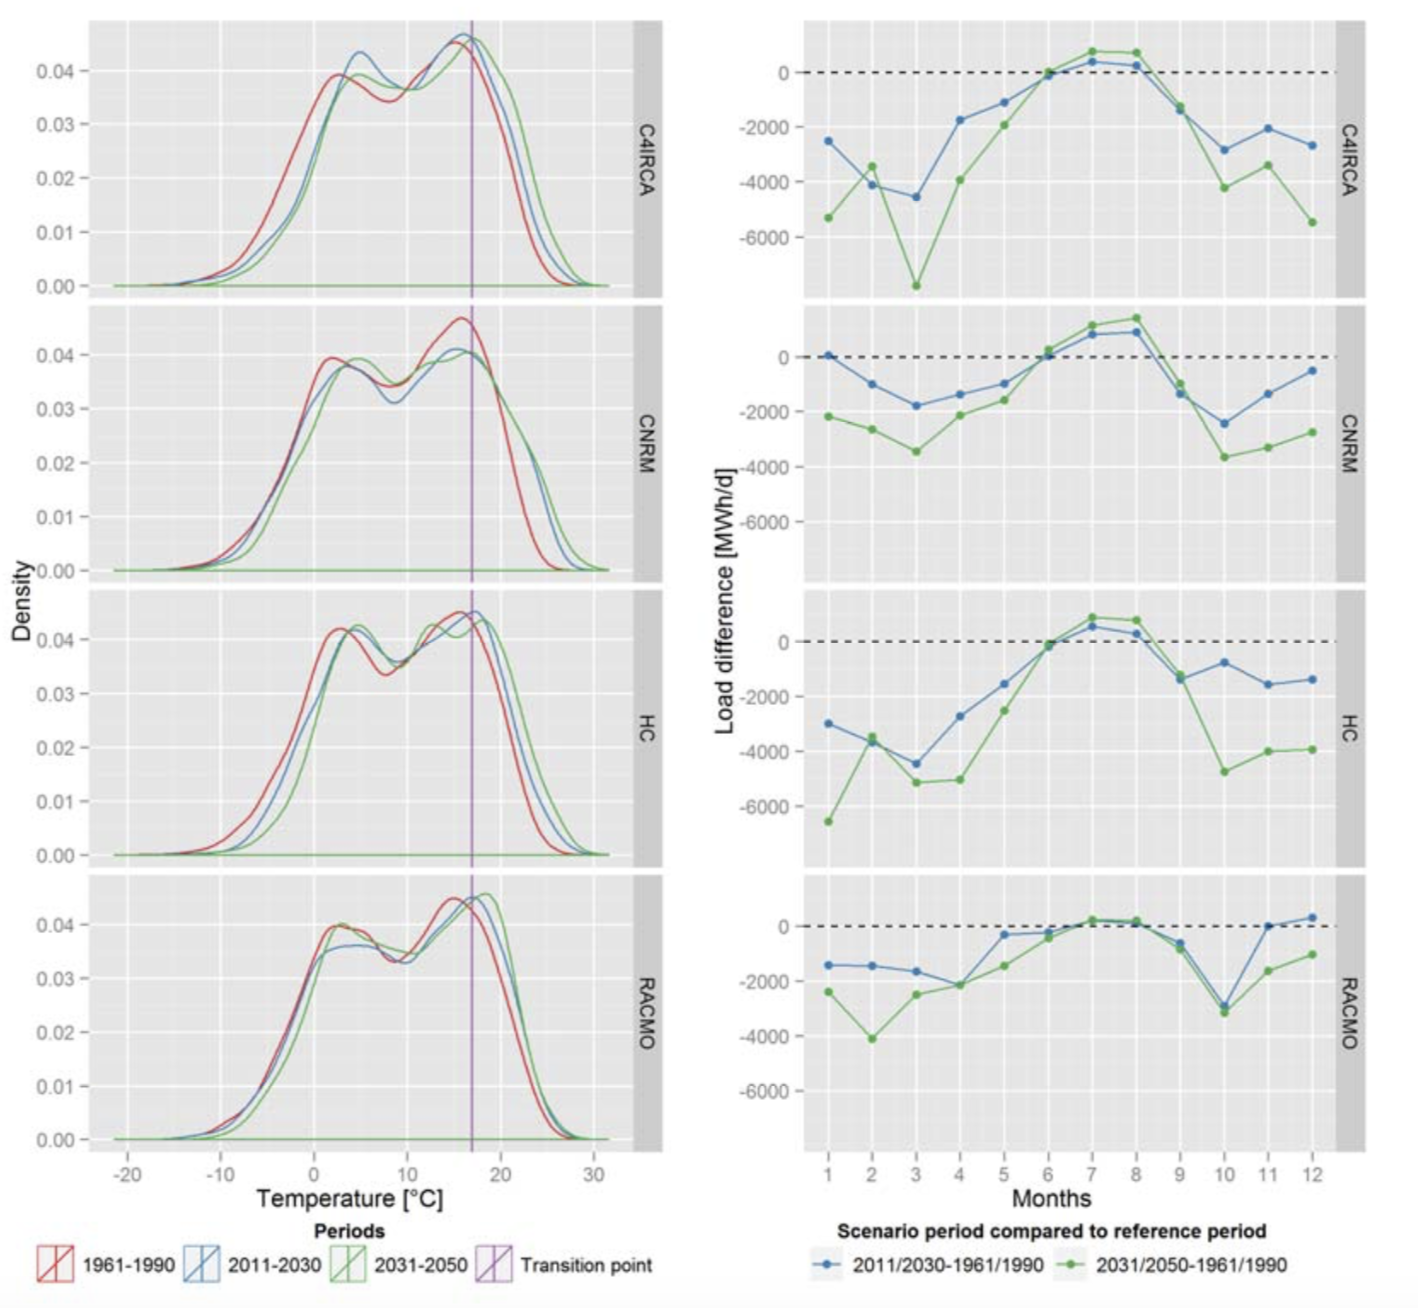 Density
0.04
0.03
0.02
0.01
0.00
C4IRCA
0.04
0.03
0.02
0.01
0.00
CNRM
0.04
0.03
0.02
0.01
0.00
HC
0.04
0.03
0.02
0.01
0.00
RACMO
-20 -10 0 10 20 30
Temperature [°C]
Periods
1961-1990 2011-2030 2031-2050 Transition point
Load difference [MWh/d]
0
-2000
-4000
-6000
C4IRCA
0
-2000
-4000
-6000
CNRM
0
-2000
-4000
-6000
HC
0
-2000
-4000
-6000
RACMO
1 2 3 4 5 6 7 8 9 10 11 12
Months
Scenario period compared to reference period
2011/2030-1961/1990 2031/2050-1961/1990